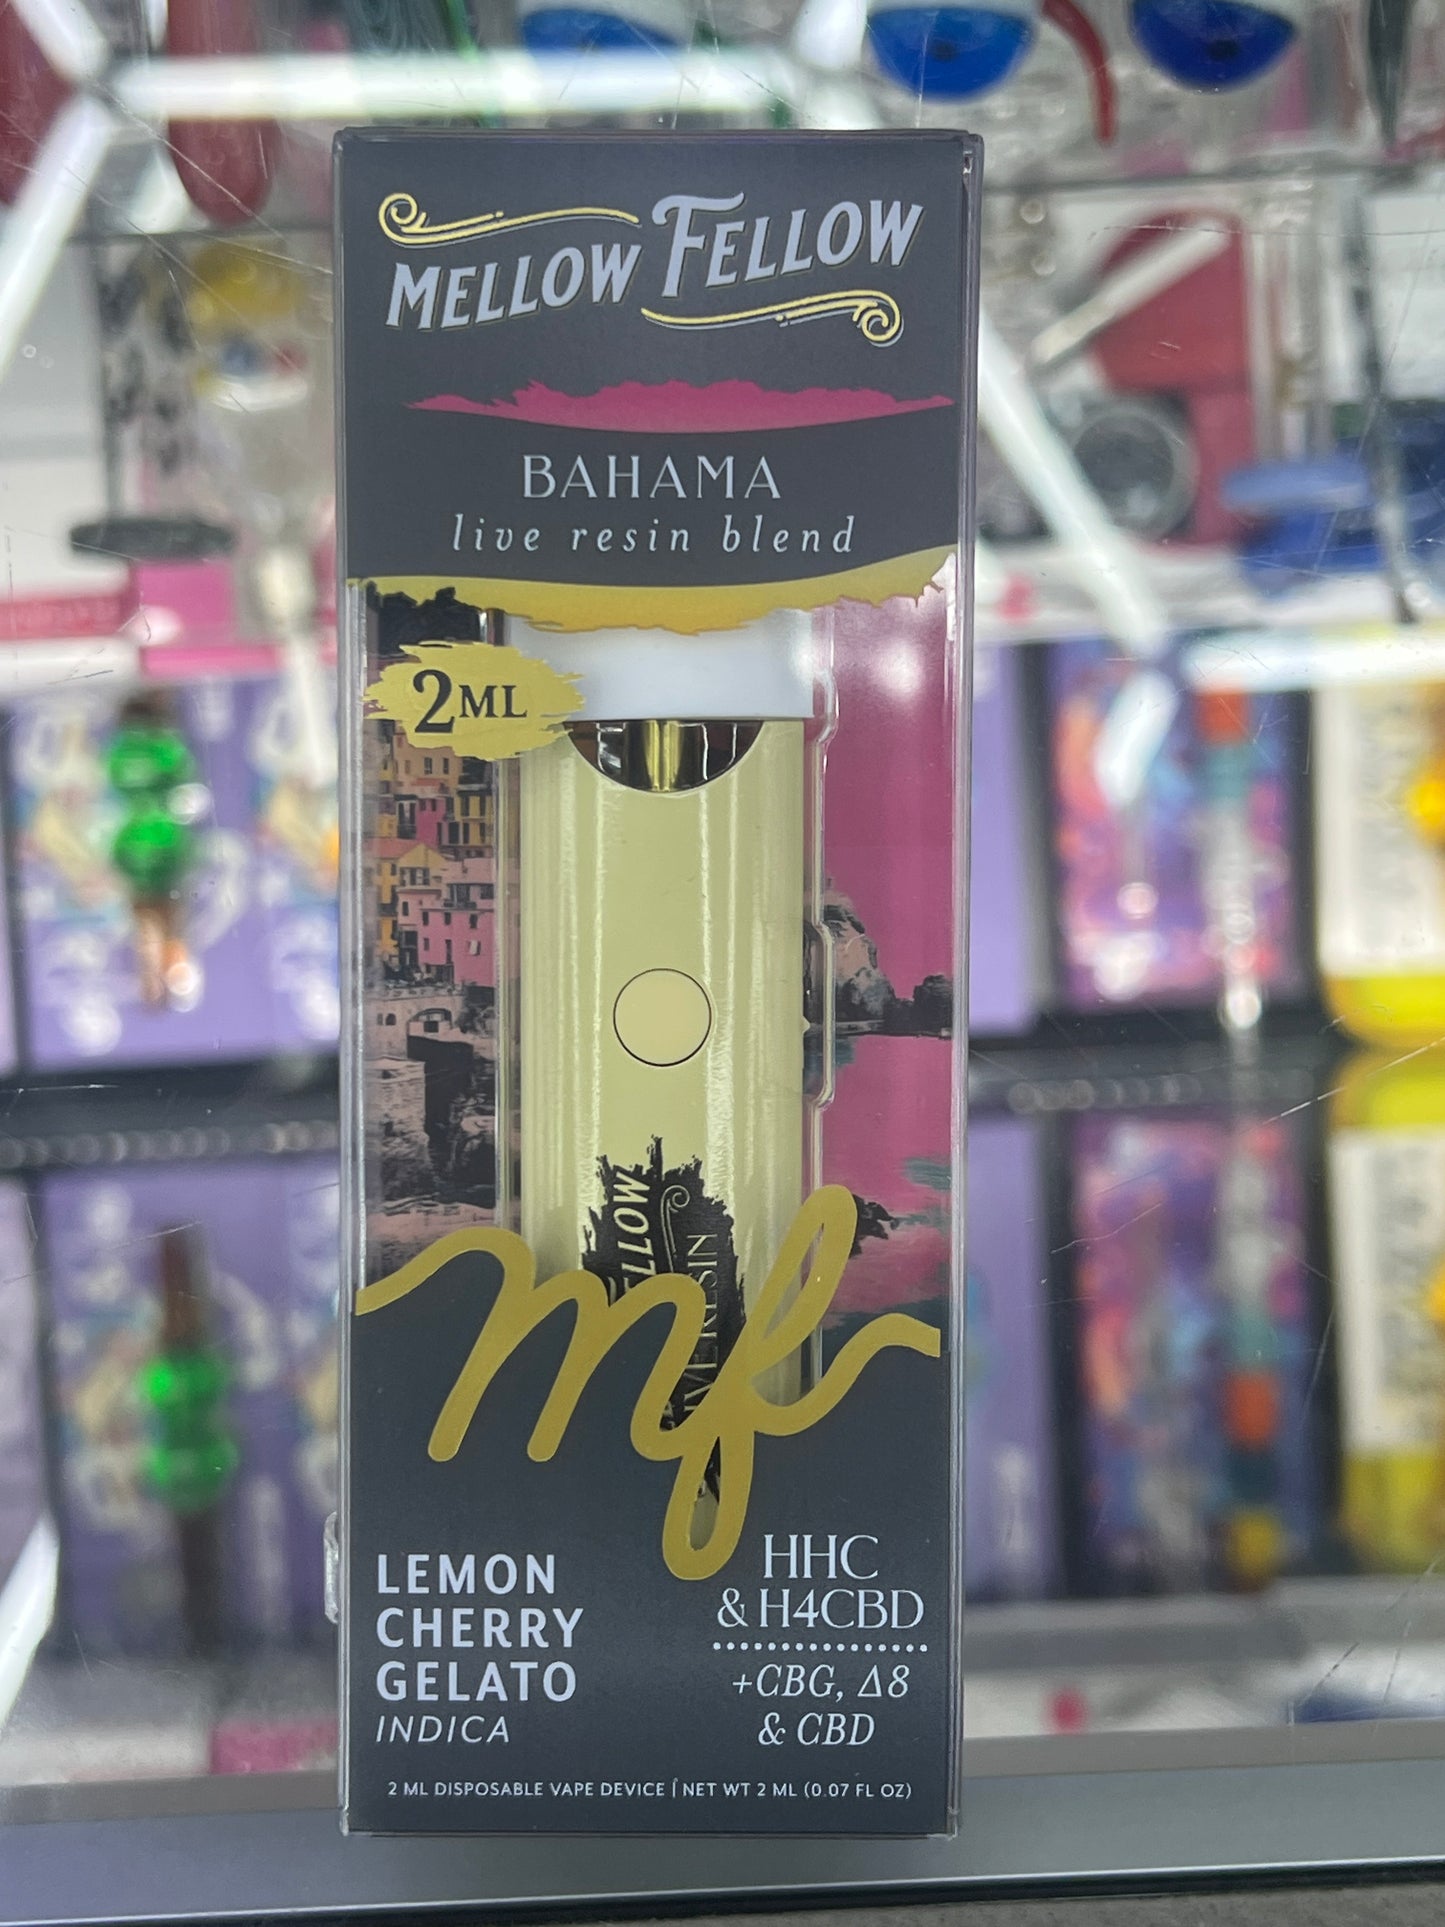 MELLOW FELLOW
BAHAMA
live resin blend
2ML
LEMON
CHERRY
GELATO
INDICA
HHC
& H4CBD
+CBG, Δ8
& CBD
2 ML DISPOSABLE VAPE DEVICE | NET WT 2 ML (0.07 FL OZ)
mf